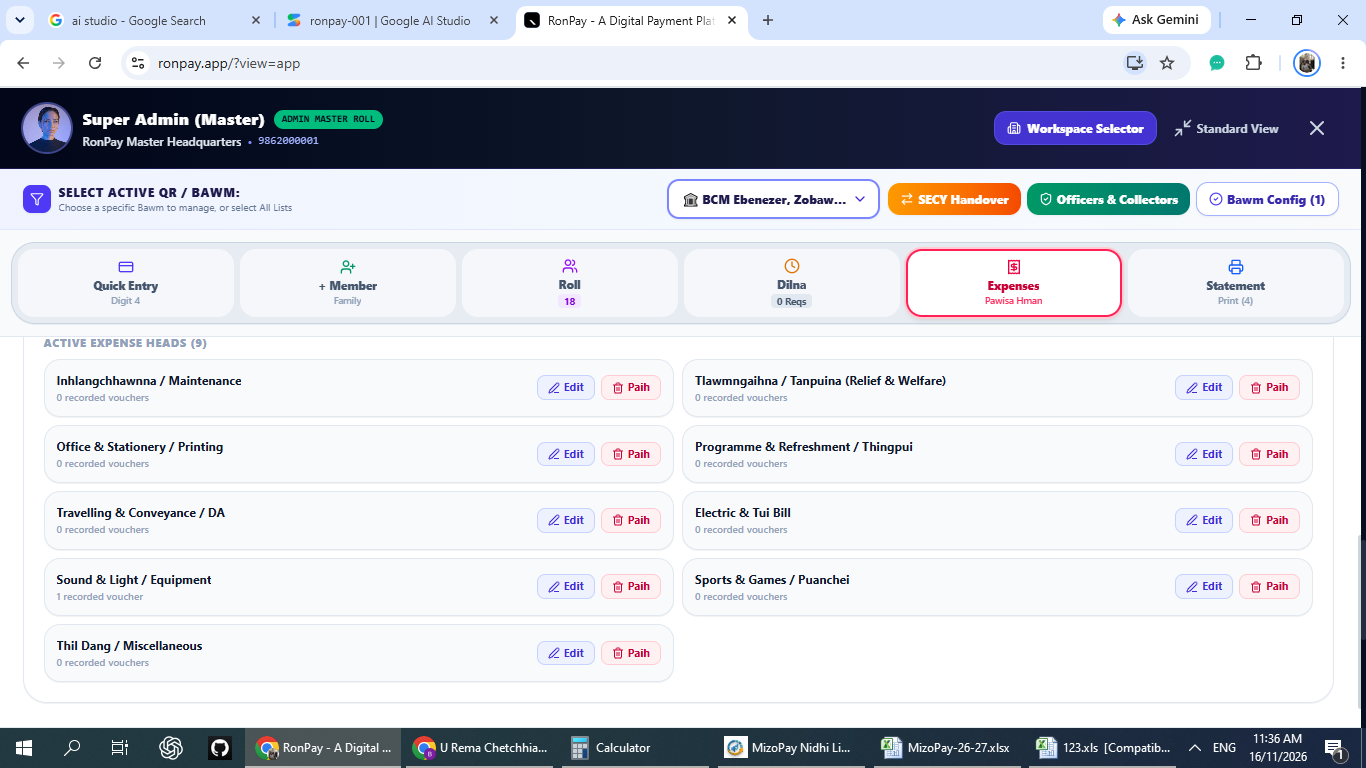 ai studio - Google Search
ronpay-001 | Google AI Studio
RonPay - A Digital Payment Pla
Ask Gemini
ronpay.app/?view=app
Super Admin (Master) ADMIN MASTER ROLL
RonPay Master Headquarters • 9862000001
Workspace Selector
Standard View
SELECT ACTIVE QR / BAWM:
Choose a specific Bawm to manage, or select All Lists
BCM Ebenezer, Zobaw...
SECY Handover
Officers & Collectors
Bawm Config (1)
Quick Entry
Digit 4
+ Member
Family
Roll
18
Dilna
0 Reqs
Expenses
Pawisa Hman
Statement
Print (4)
ACTIVE EXPENSE HEADS (9)
Inhlangchhawnna / Maintenance
0 recorded vouchers
Edit Paih
Tlawmngaihna / Tanpuina (Relief & Welfare)
0 recorded vouchers
Edit Paih
Office & Stationery / Printing
0 recorded vouchers
Edit Paih
Programme & Refreshment / Thingpui
0 recorded vouchers
Edit Paih
Travelling & Conveyance / DA
0 recorded vouchers
Edit Paih
Electric & Tui Bill
0 recorded vouchers
Edit Paih
Sound & Light / Equipment
1 recorded voucher
Edit Paih
Sports & Games / Puanchei
0 recorded vouchers
Edit Paih
Thil Dang / Miscellaneous
0 recorded vouchers
Edit Paih
RonPay - A Digital ...
U Rema Chetchhia...
Calculator
MizoPay Nidhi Li...
MizoPay-26-27.xlsx
123.xls [Compatib...
ENG
11:36 AM
16/11/2026
1